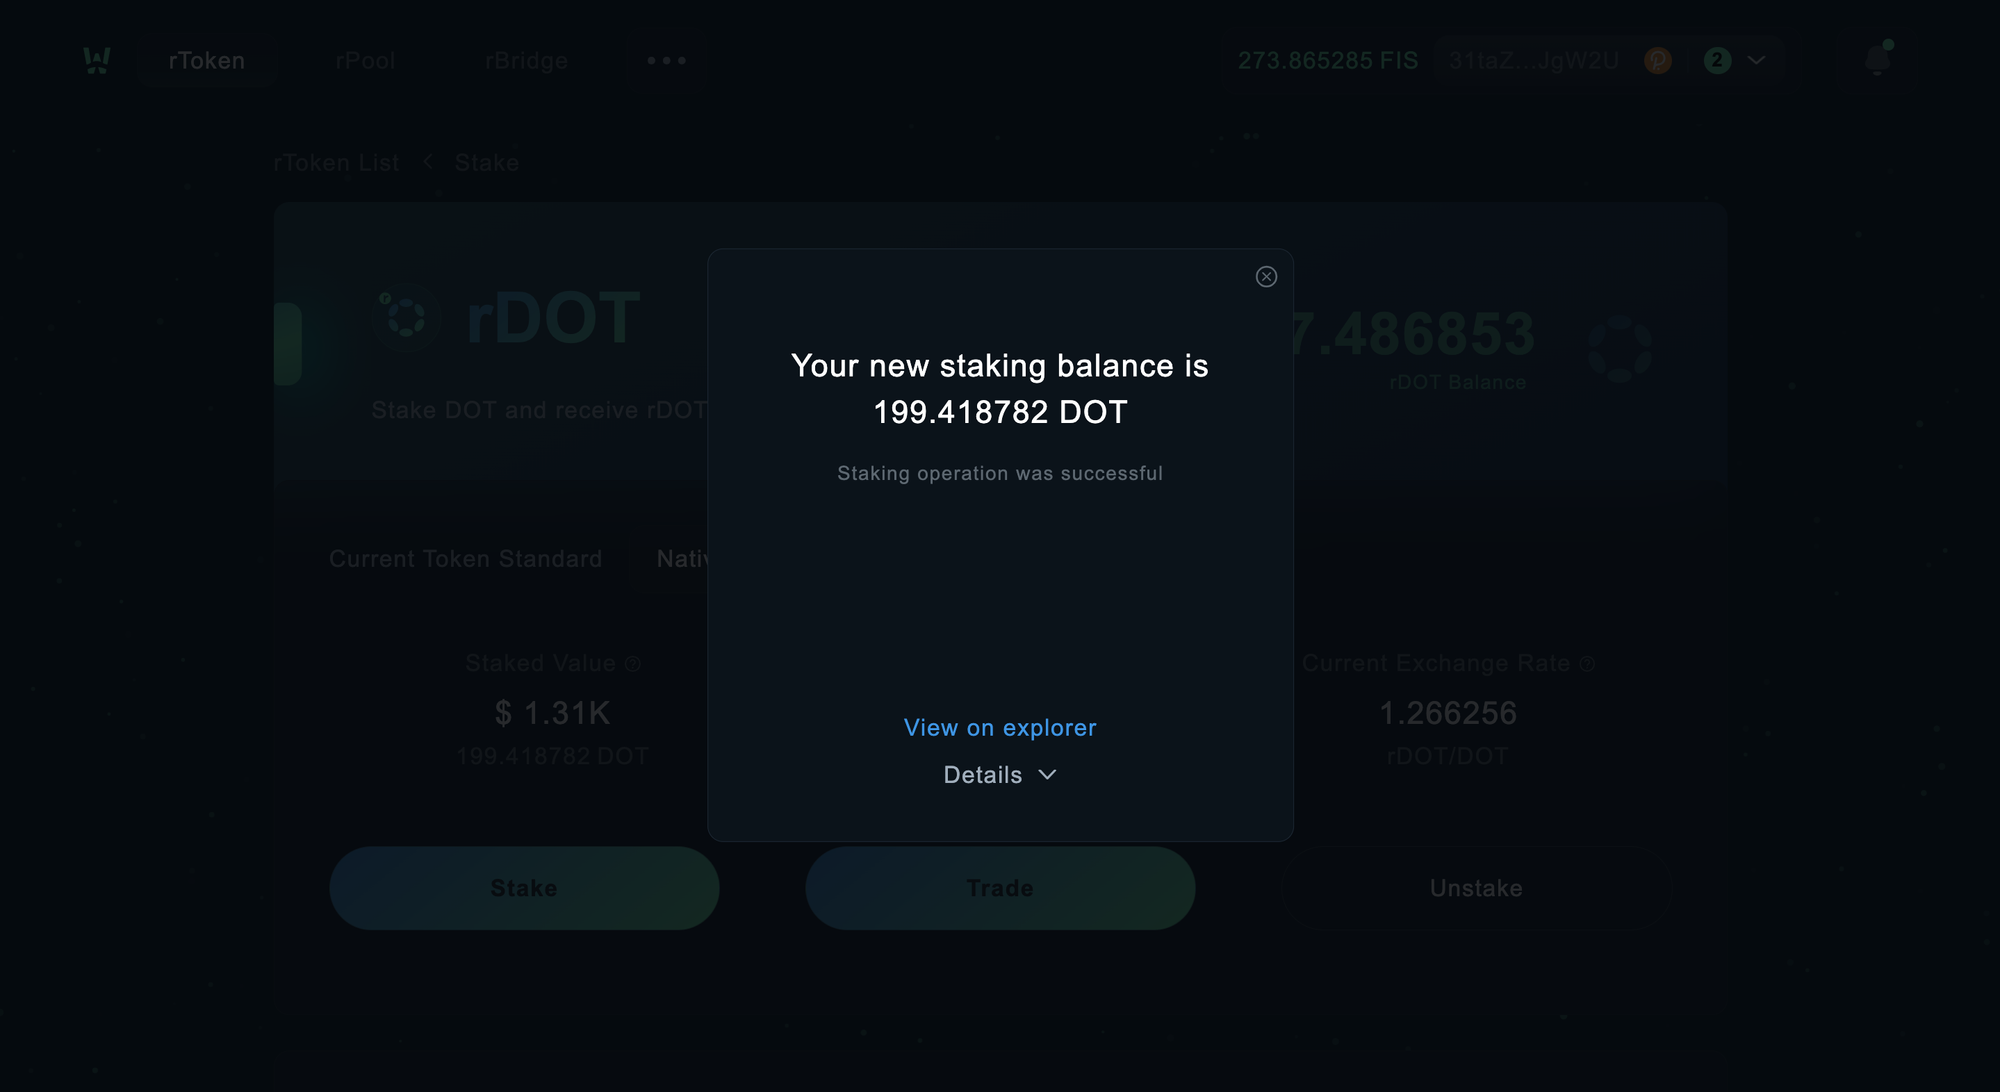 rToken
rPool
rBridge
273.865285 FIS
31taZ...JgW2U
2
rToken List
Stake
r
rDOT
7.486853
rDOT Balance
Stake DOT and receive rDOT
Your new staking balance is
199.418782 DOT
Staking operation was successful
Current Token Standard
Nativ
Staked Value
Current Exchange Rate
$ 1.31K
1.266256
199.418782 DOT
rDOT/DOT
View on explorer
Details
Stake
Trade
Unstake